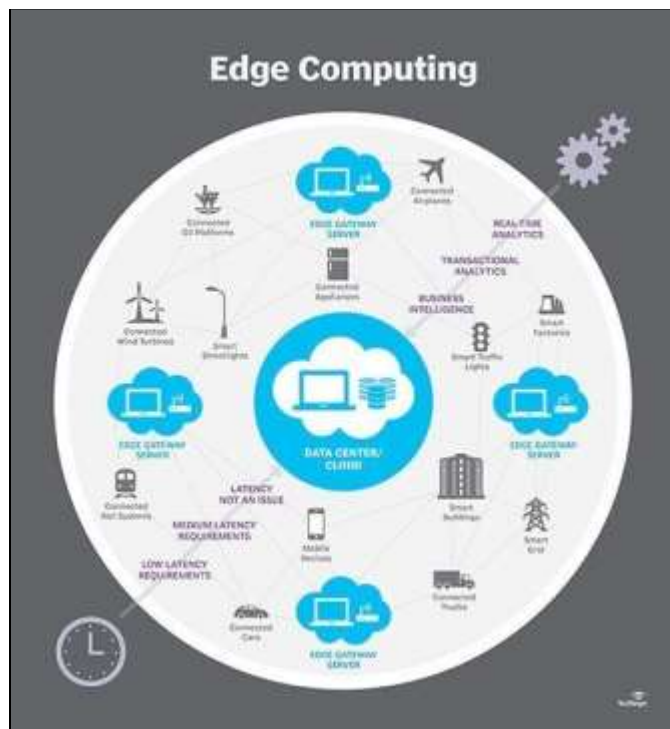 Edge Computing
EDGE GATEWAY
SERVER
Connected
Airplanes
Connected
Oil Platforms
REAL-TIME
ANALYTICS
TRANSACTIONAL
ANALYTICS
BUSINESS
INTELLIGENCE
Connected
Appliances
Connected
Wind Turbines
Smart
Streetlights
Smart
Factories
Smart Traffic
Lights
EDGE GATEWAY
SERVER
DATA CENTER/
CLOUD
EDGE GATEWAY
SERVER
Connected
Rail Systems
LATENCY
NOT AN ISSUE
MEDIUM LATENCY
REQUIREMENTS
LOW LATENCY
REQUIREMENTS
Mobile
Devices
Smart
Buildings
Smart
Grid
Connected
Cars
EDGE GATEWAY
SERVER
Connected
Trucks
TechTarget